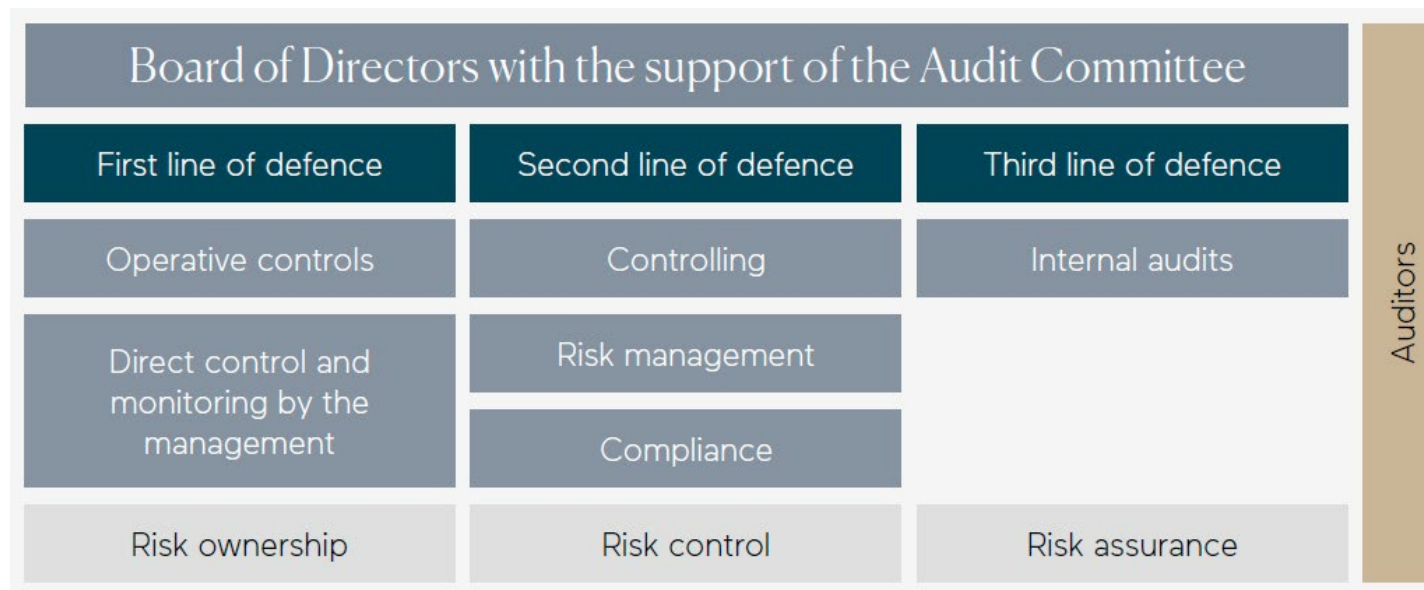 Board of Directors with the support of the Audit Committee
First line of defence
Second line of defence
Third line of defence
Operative controls
Controlling
Internal audits
Direct control and
monitoring by the
management
Risk management
Compliance
Risk ownership
Risk control
Risk assurance
Auditors